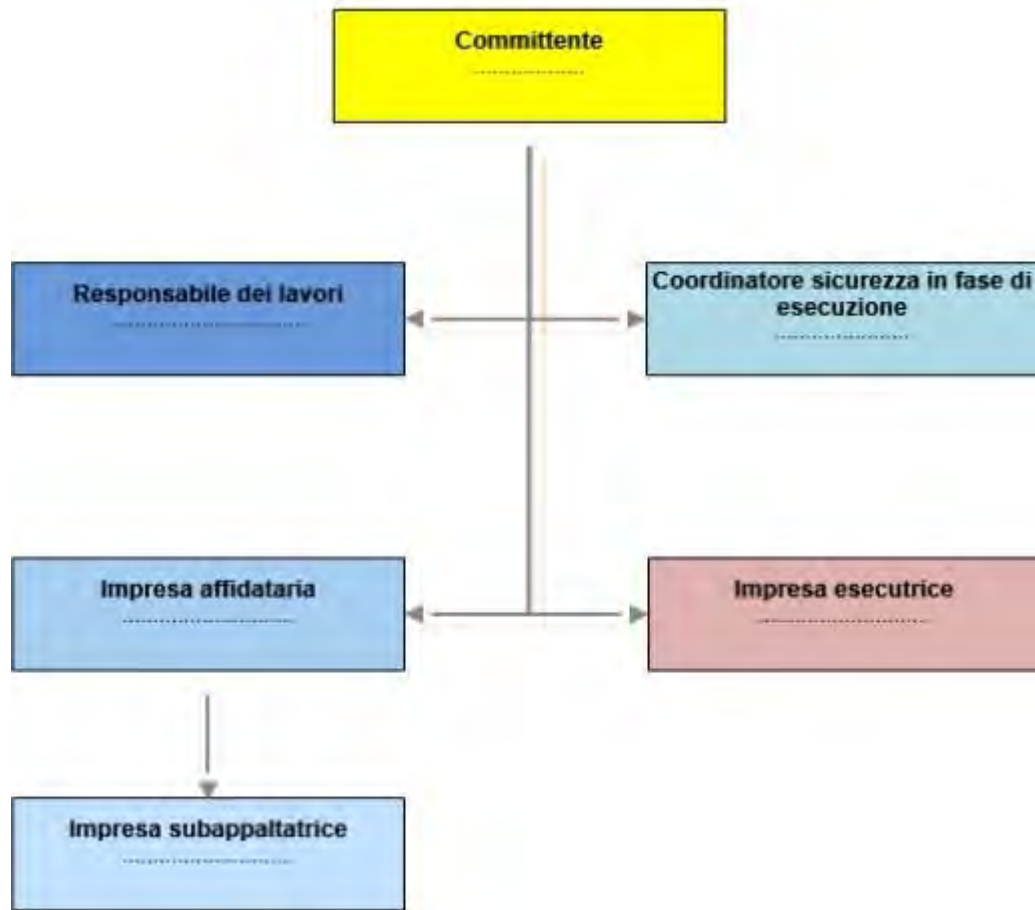 Committente
....................
Responsabile dei lavori
....................
Coordinatore sicurezza in fase di
esecuzione
....................
Impresa affidataria
....................
Impresa esecutrice
....................
Impresa subappaltatrice
....................